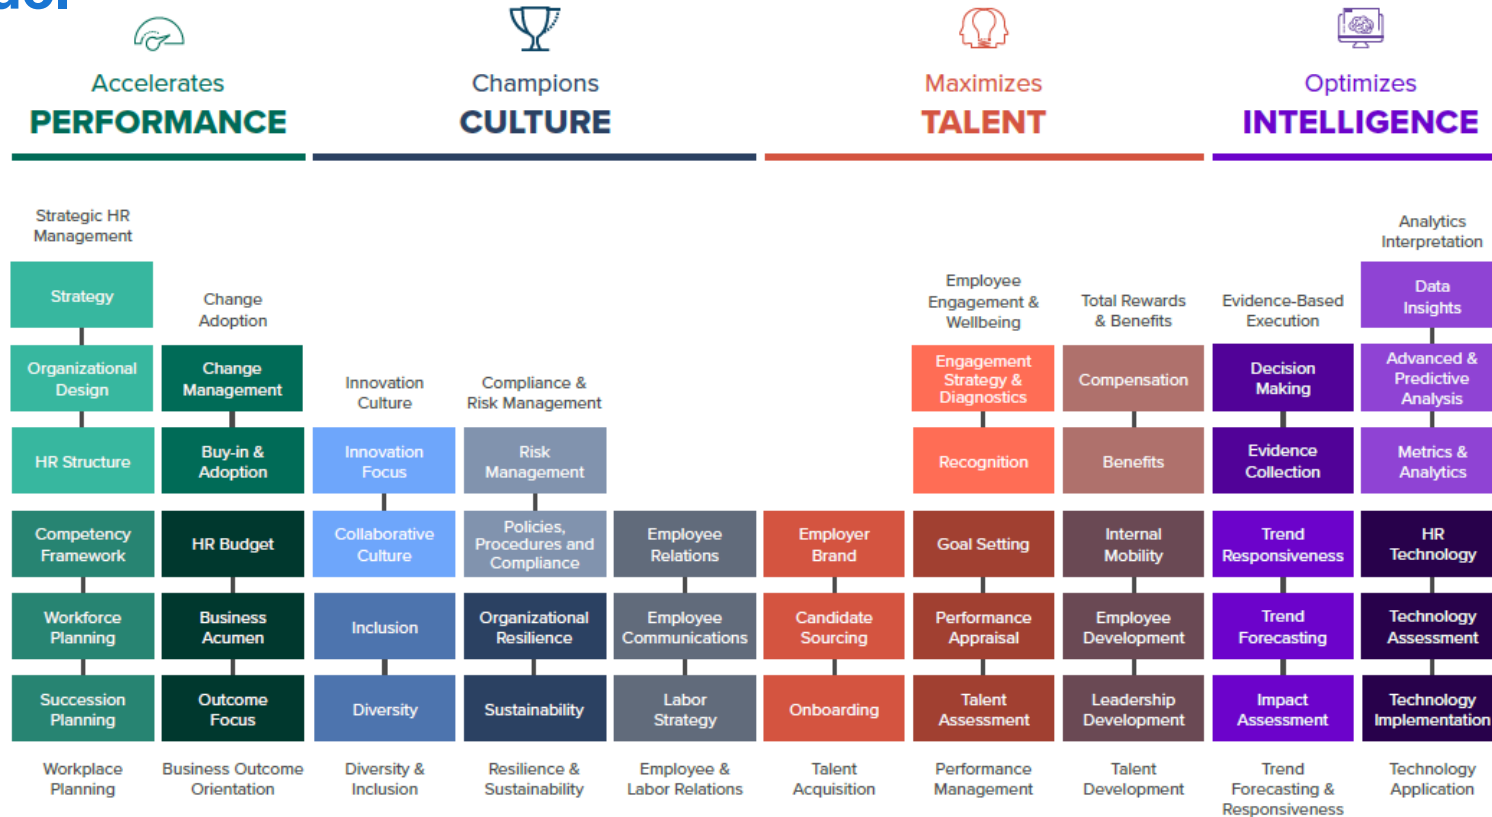 Accelerates
PERFORMANCE
Champions
CULTURE
Maximizes
TALENT
Optimizes
INTELLIGENCE
Strategic HR
Management
Strategy
Organizational
Design
HR Structure
Competency
Framework
Workforce
Planning
Succession
Planning
Workplace
Planning
Change
Adoption
Change
Management
Buy-in &
Adoption
HR Budget
Business
Acumen
Outcome
Focus
Business Outcome
Orientation
Innovation
Culture
Innovation
Focus
Collaborative
Culture
Inclusion
Diversity
Diversity &
Inclusion
Compliance &
Risk Management
Risk
Management
Policies,
Procedures and
Compliance
Organizational
Resilience
Sustainability
Resilience &
Sustainability
Employee
Relations
Employee
Communications
Labor
Strategy
Employee &
Labor Relations
Employer
Brand
Candidate
Sourcing
Onboarding
Talent
Acquisition
Employee
Engagement &
Wellbeing
Engagement
Strategy &
Diagnostics
Recognition
Goal Setting
Performance
Appraisal
Talent
Assessment
Performance
Management
Total Rewards
& Benefits
Compensation
Benefits
Internal
Mobility
Employee
Development
Leadership
Development
Talent
Development
Evidence-Based
Execution
Decision
Making
Evidence
Collection
Trend
Responsiveness
Trend
Forecasting
Impact
Assessment
Trend
Forecasting &
Responsiveness
Analytics
Interpretation
Data
Insights
Advanced &
Predictive
Analysis
Metrics &
Analytics
HR
Technology
Technology
Assessment
Technology
Implementation
Technology
Application